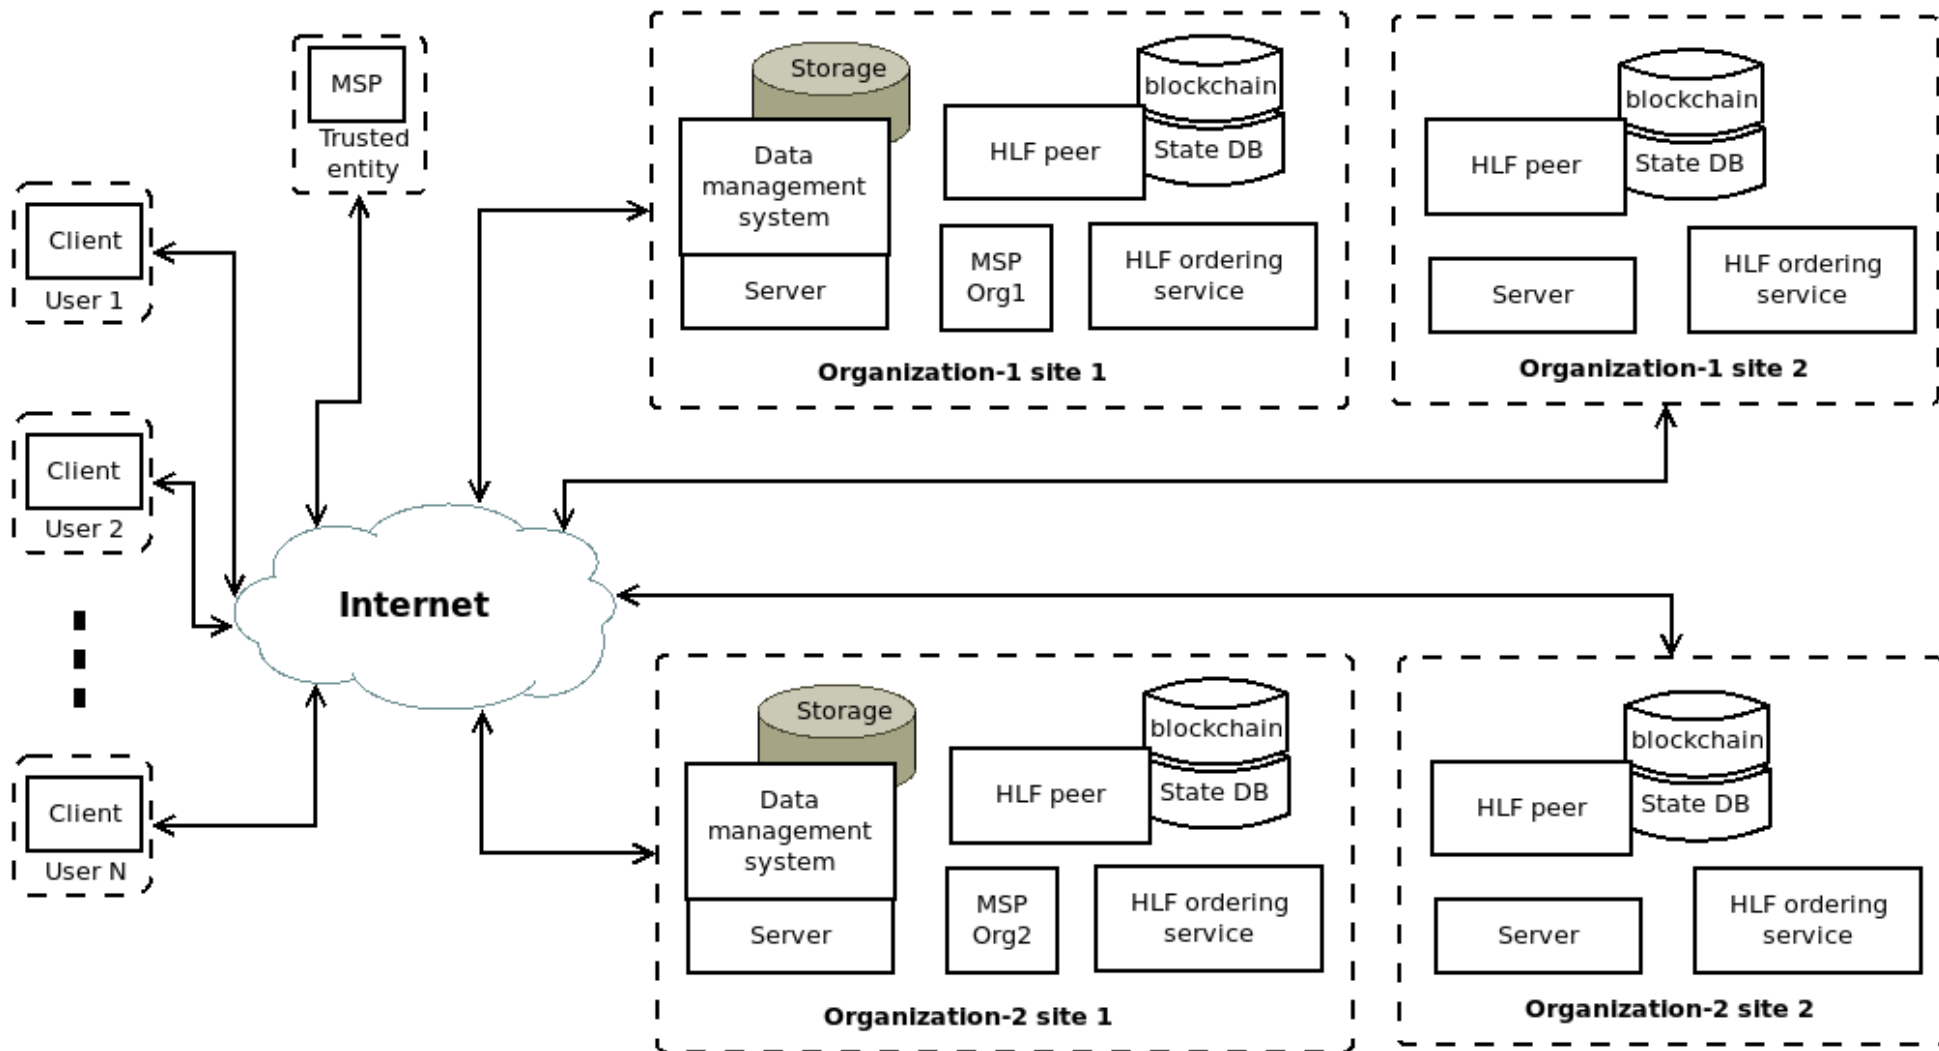 MSP
Trusted
entity
Client
User 1
Client
User 2
Client
User N
Internet
Storage
Data
management
system
Server
HLF peer
blockchain
State DB
MSP
Org1
HLF ordering
service
Organization-1 site 1
blockchain
HLF peer
State DB
Server
HLF ordering
service
Organization-1 site 2
Storage
Data
management
system
Server
HLF peer
blockchain
State DB
MSP
Org2
HLF ordering
service
Organization-2 site 1
blockchain
HLF peer
State DB
Server
HLF ordering
service
Organization-2 site 2